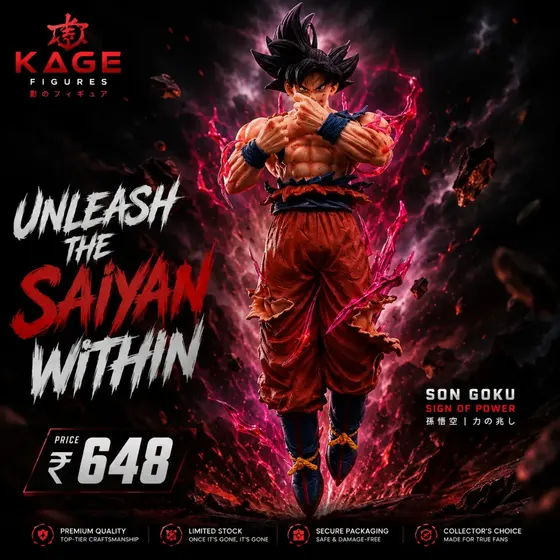 KAGE
FIGURES
影のフィギュア
UNLEASH
THE
SAIYAN
WITHIN
SON GOKU
SIGN OF POWER
孫悟空 | 力の兆し
PRICE
₹ 648
PREMIUM QUALITY
TOP-TIER CRAFTSMANSHIP
LIMITED STOCK
ONCE IT'S GONE, IT'S GONE
SECURE PACKAGING
SAFE & DAMAGE-FREE
COLLECTOR'S CHOICE
MADE FOR TRUE FANS